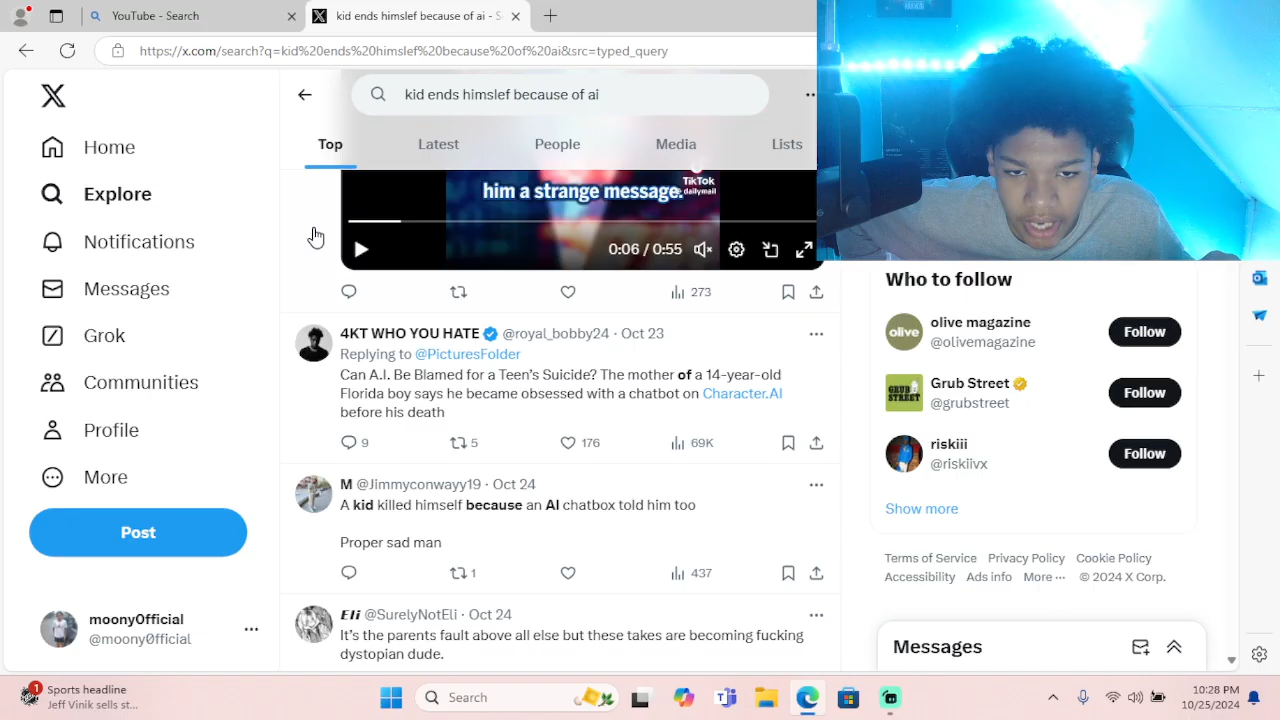 YouTube - Search
kid ends himslef because of ai - S
https://x.com/search?q=kid%20ends%20himslef%20because%20of%20ai&src=typed_query
kid ends himslef because of ai
Top
Latest
People
Media
Lists
Home
Explore
Notifications
Messages
Grok
Communities
Profile
More
Post
moony0fficial
@moony0fficial
him a strange message.
TikTok
dailymail
0:06 / 0:55
273
4KT WHO YOU HATE @royal_bobby24 · Oct 23
Replying to @PicturesFolder
Can A.I. Be Blamed for a Teen's Suicide? The mother of a 14-year-old
Florida boy says he became obsessed with a chatbot on Character.AI
before his death
9
5
176
69K
M @Jimmyconwayy19 · Oct 24
A kid killed himself because an AI chatbox told him too
Proper sad man
1
437
Eli @SurelyNotEli · Oct 24
It's the parents fault above all else but these takes are becoming fucking
dystopian dude.
Who to follow
olive
olive magazine
@olivemagazine
Follow
GRUB
STREET
Grub Street
@grubstreet
Follow
riskiii
@riskiivx
Follow
Show more
Terms of Service Privacy Policy Cookie Policy
Accessibility Ads info More ··· © 2024 X Corp.
Messages
1
Sports headline
Jeff Vinik sells st...
Search
10:28 PM
10/25/2024